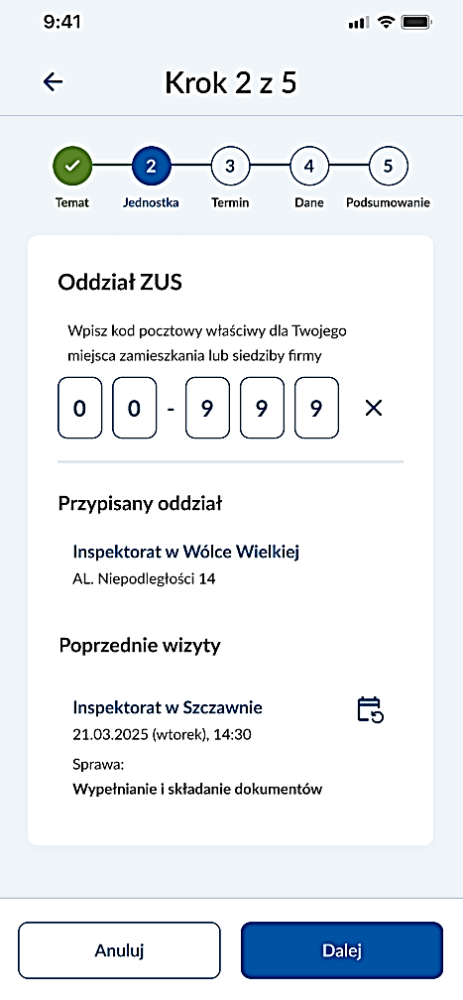 9:41
Krok 2 z 5
2
3
4
5
Temat
Jednostka
Termin
Dane
Podsumowanie
Oddział ZUS
Wpisz kod pocztowy właściwy dla Twojego
miejsca zamieszkania lub siedziby firmy
0 0 - 9 9 9
Przypisany oddział
Inspektorat w Wólce Wielkiej
AL. Niepodległości 14
Poprzednie wizyty
Inspektorat w Szczawnie
21.03.2025 (wtorek), 14:30
Sprawa:
Wypełnianie i składanie dokumentów
Anuluj
Dalej